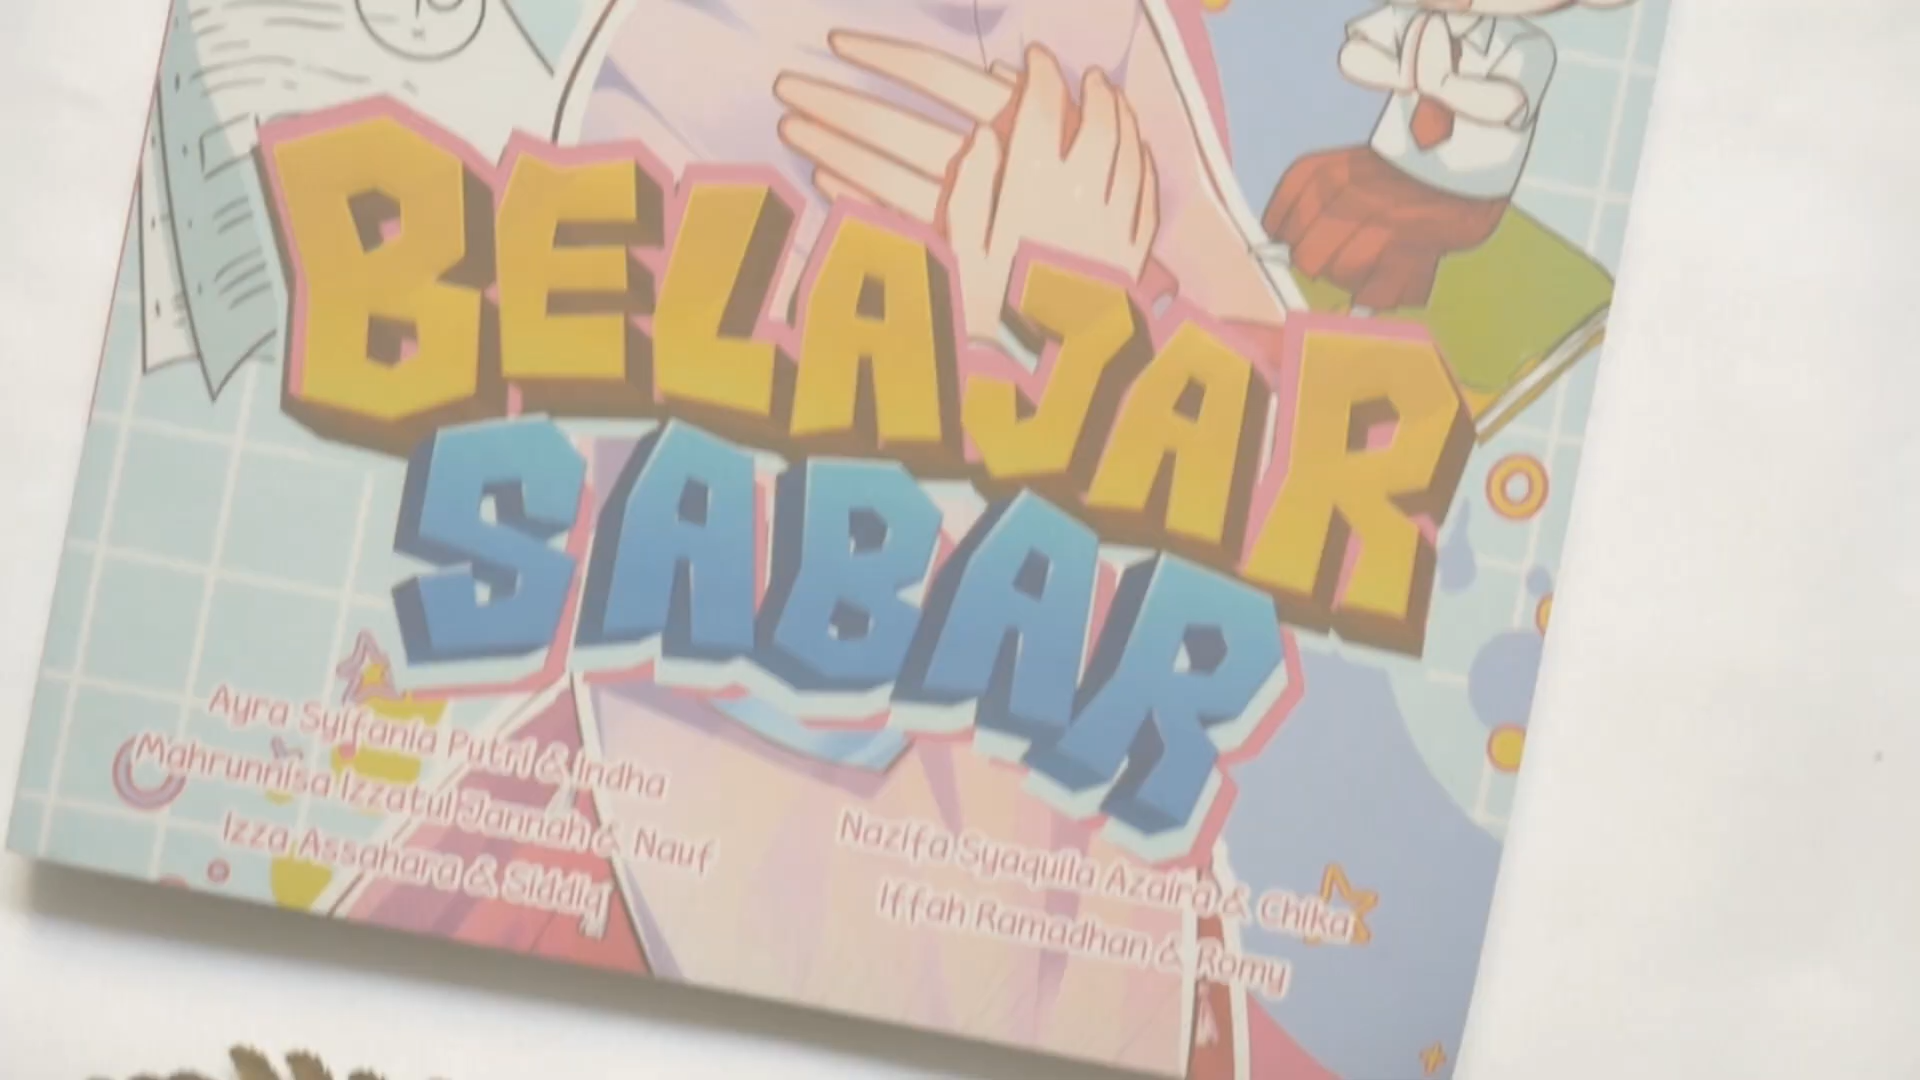 BELAJAR
SABAR
Ayra Syifania Putri & Indha
Mahrunnisa Izzatul Jannah & Nauf
Izza Assahara & Siddiq
Nazifa Syaquila Azaira & Chika
Iffah Ramadhan & Romy